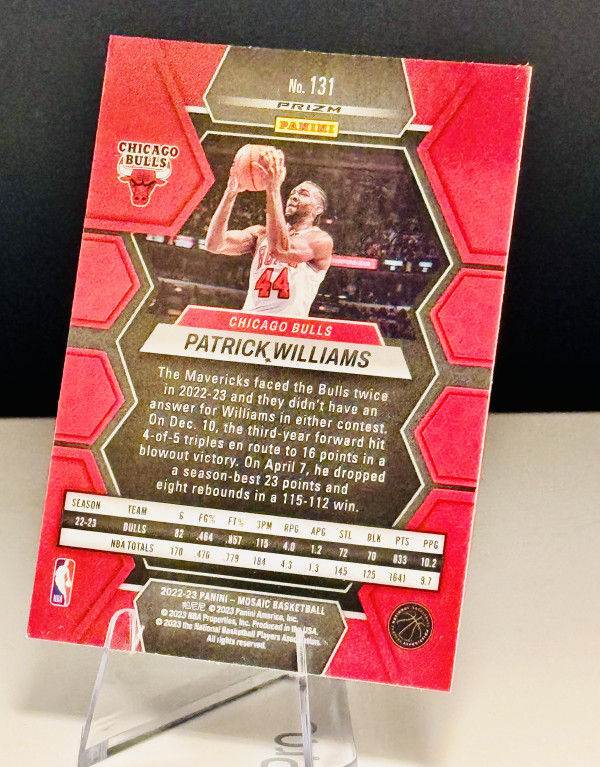 No. 131
PRIZM
PANINI
CHICAGO
BULLS
44
CHICAGO BULLS
PATRICK WILLIAMS
The Mavericks faced the Bulls twice
in 2022-23 and they didn't have an
answer for Williams in either contest.
On Dec. 10, the third-year forward hit
4-of-5 triples en route to 16 points in a
blowout victory. On April 7, he dropped
a season-best 23 points and
eight rebounds in a 115-112 win.
SEASON TEAM G FG% FT% 3PM RPG APG STL BLK PTS PPG
22-23 BULLS 82 .464 .857 115 4.0 1.2 72 70 833 10.2
NBA TOTALS 170 .476 .779 184 4.3 1.3 145 125 1641 9.7
NBA
2022-23 PANINI – MOSAIC BASKETBALL
帕尼尼 © 2023 Panini America, Inc.
© 2023 NBA Properties, Inc. Produced in the USA.
© 2023 the National Basketball Players Association.
All rights reserved.
Pro